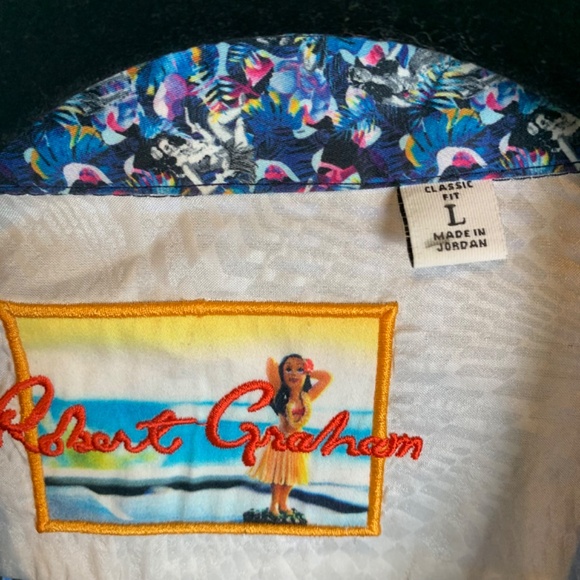 CLASSIC
FIT
L
MADE IN
JORDAN
Robert Graham